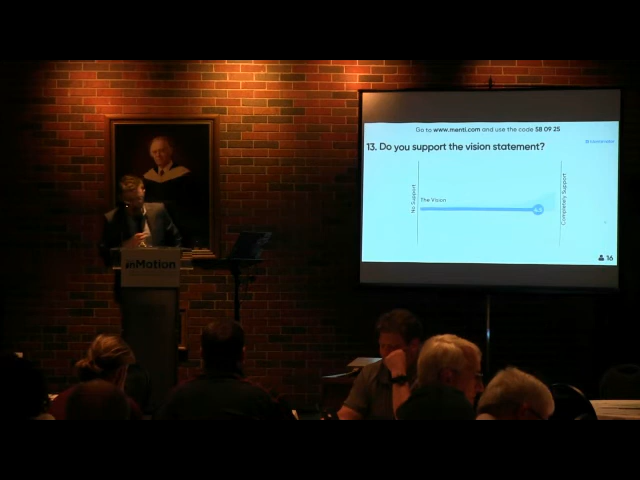 Go to www.menti.com and use the code 58 09 25
13. Do you support the vision statement?
No Support
The Vision
Completely Support
16
inMotion